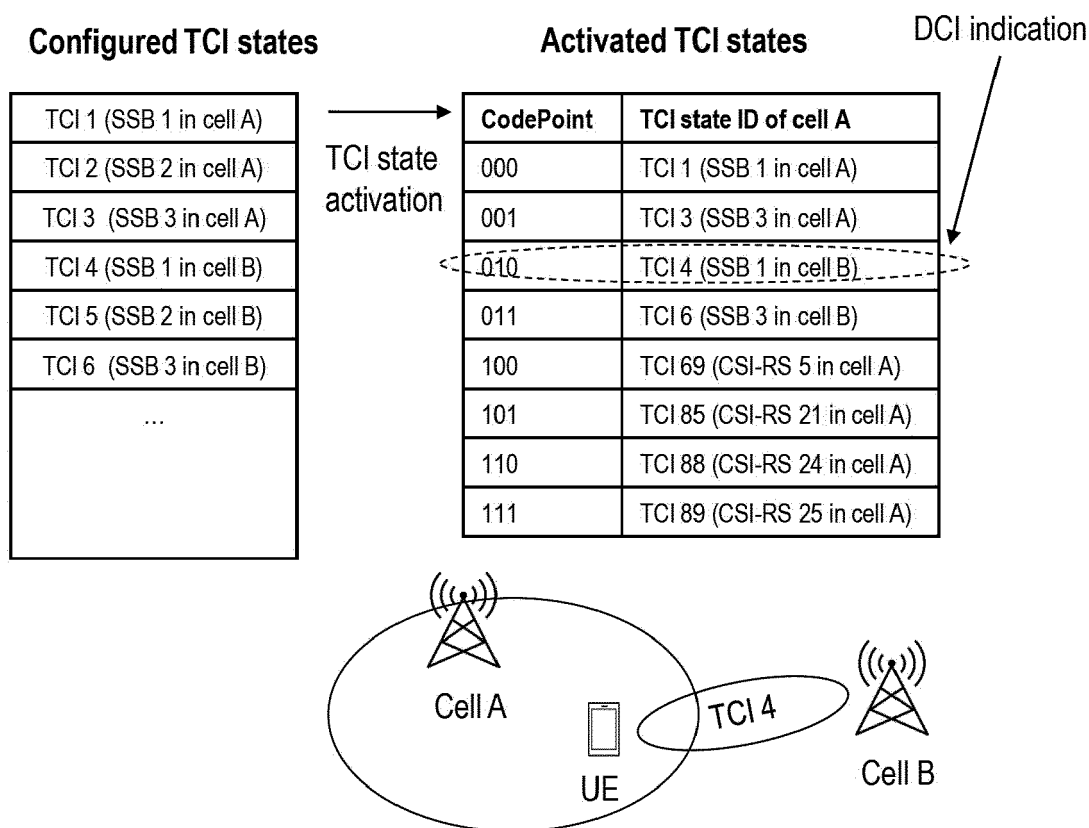 Configured TCI states
Activated TCI states
DCI indication
TCI 1 (SSB 1 in cell A)
TCI 2 (SSB 2 in cell A)
TCI 3 (SSB 3 in cell A)
TCI 4 (SSB 1 in cell B)
TCI 5 (SSB 2 in cell B)
TCI 6 (SSB 3 in cell B)
...
TCI state
activation
CodePoint TCI state ID of cell A
000 TCI 1 (SSB 1 in cell A)
001 TCI 3 (SSB 3 in cell A)
010 TCI 4 (SSB 1 in cell B)
011 TCI 6 (SSB 3 in cell B)
100 TCI 69 (CSI-RS 5 in cell A)
101 TCI 85 (CSI-RS 21 in cell A)
110 TCI 88 (CSI-RS 24 in cell A)
111 TCI 89 (CSI-RS 25 in cell A)
Cell A
UE
TCI 4
Cell B